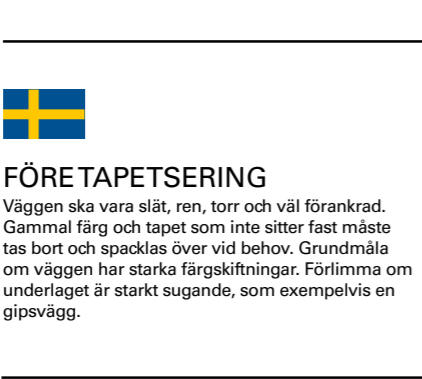 FÖRE TAPETSERING
Väggen ska vara slät, ren, torr och väl förankrad.
Gammal färg och tapet som inte sitter fast måste
tas bort och spacklas över vid behov. Grundmåla
om väggen har starka färgskiftningar. Förlimma om
underlaget är starkt sugande, som exempelvis en
gipsvägg.